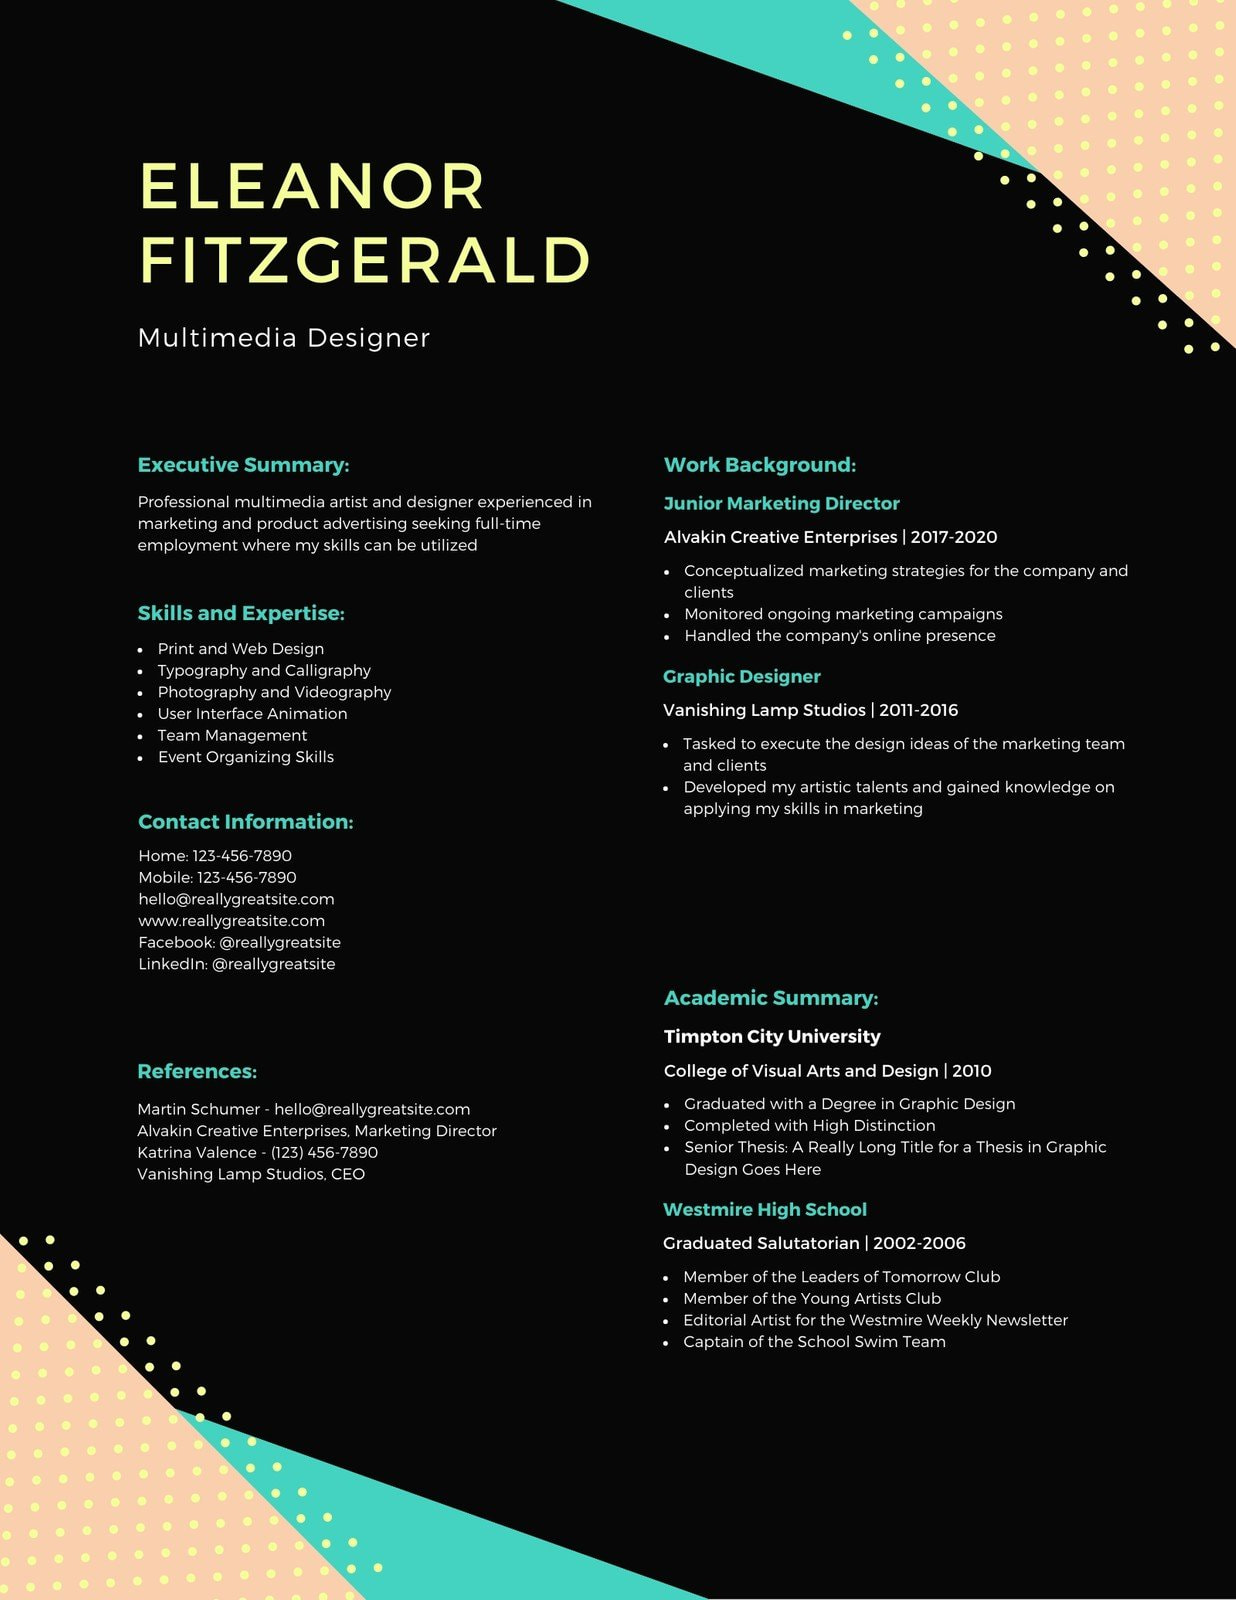 ELEANOR
FITZGERALD
Multimedia Designer
Executive Summary:
Professional multimedia artist and designer experienced in
marketing and product advertising seeking full-time
employment where my skills can be utilized
Skills and Expertise:
• Print and Web Design
• Typography and Calligraphy
• Photography and Videography
• User Interface Animation
• Team Management
• Event Organizing Skills
Contact Information:
Home: 123-456-7890
Mobile: 123-456-7890
hello@reallygreatsite.com
www.reallygreatsite.com
Facebook: @reallygreatsite
LinkedIn: @reallygreatsite
References:
Martin Schumer - hello@reallygreatsite.com
Alvakin Creative Enterprises, Marketing Director
Katrina Valence - (123) 456-7890
Vanishing Lamp Studios, CEO
Work Background:
Junior Marketing Director
Alvakin Creative Enterprises | 2017-2020
• Conceptualized marketing strategies for the company and
clients
• Monitored ongoing marketing campaigns
• Handled the company's online presence
Graphic Designer
Vanishing Lamp Studios | 2011-2016
• Tasked to execute the design ideas of the marketing team
and clients
• Developed my artistic talents and gained knowledge on
applying my skills in marketing
Academic Summary:
Timpton City University
College of Visual Arts and Design | 2010
• Graduated with a Degree in Graphic Design
• Completed with High Distinction
• Senior Thesis: A Really Long Title for a Thesis in Graphic
Design Goes Here
Westmire High School
Graduated Salutatorian | 2002-2006
• Member of the Leaders of Tomorrow Club
• Member of the Young Artists Club
• Editorial Artist for the Westmire Weekly Newsletter
• Captain of the School Swim Team